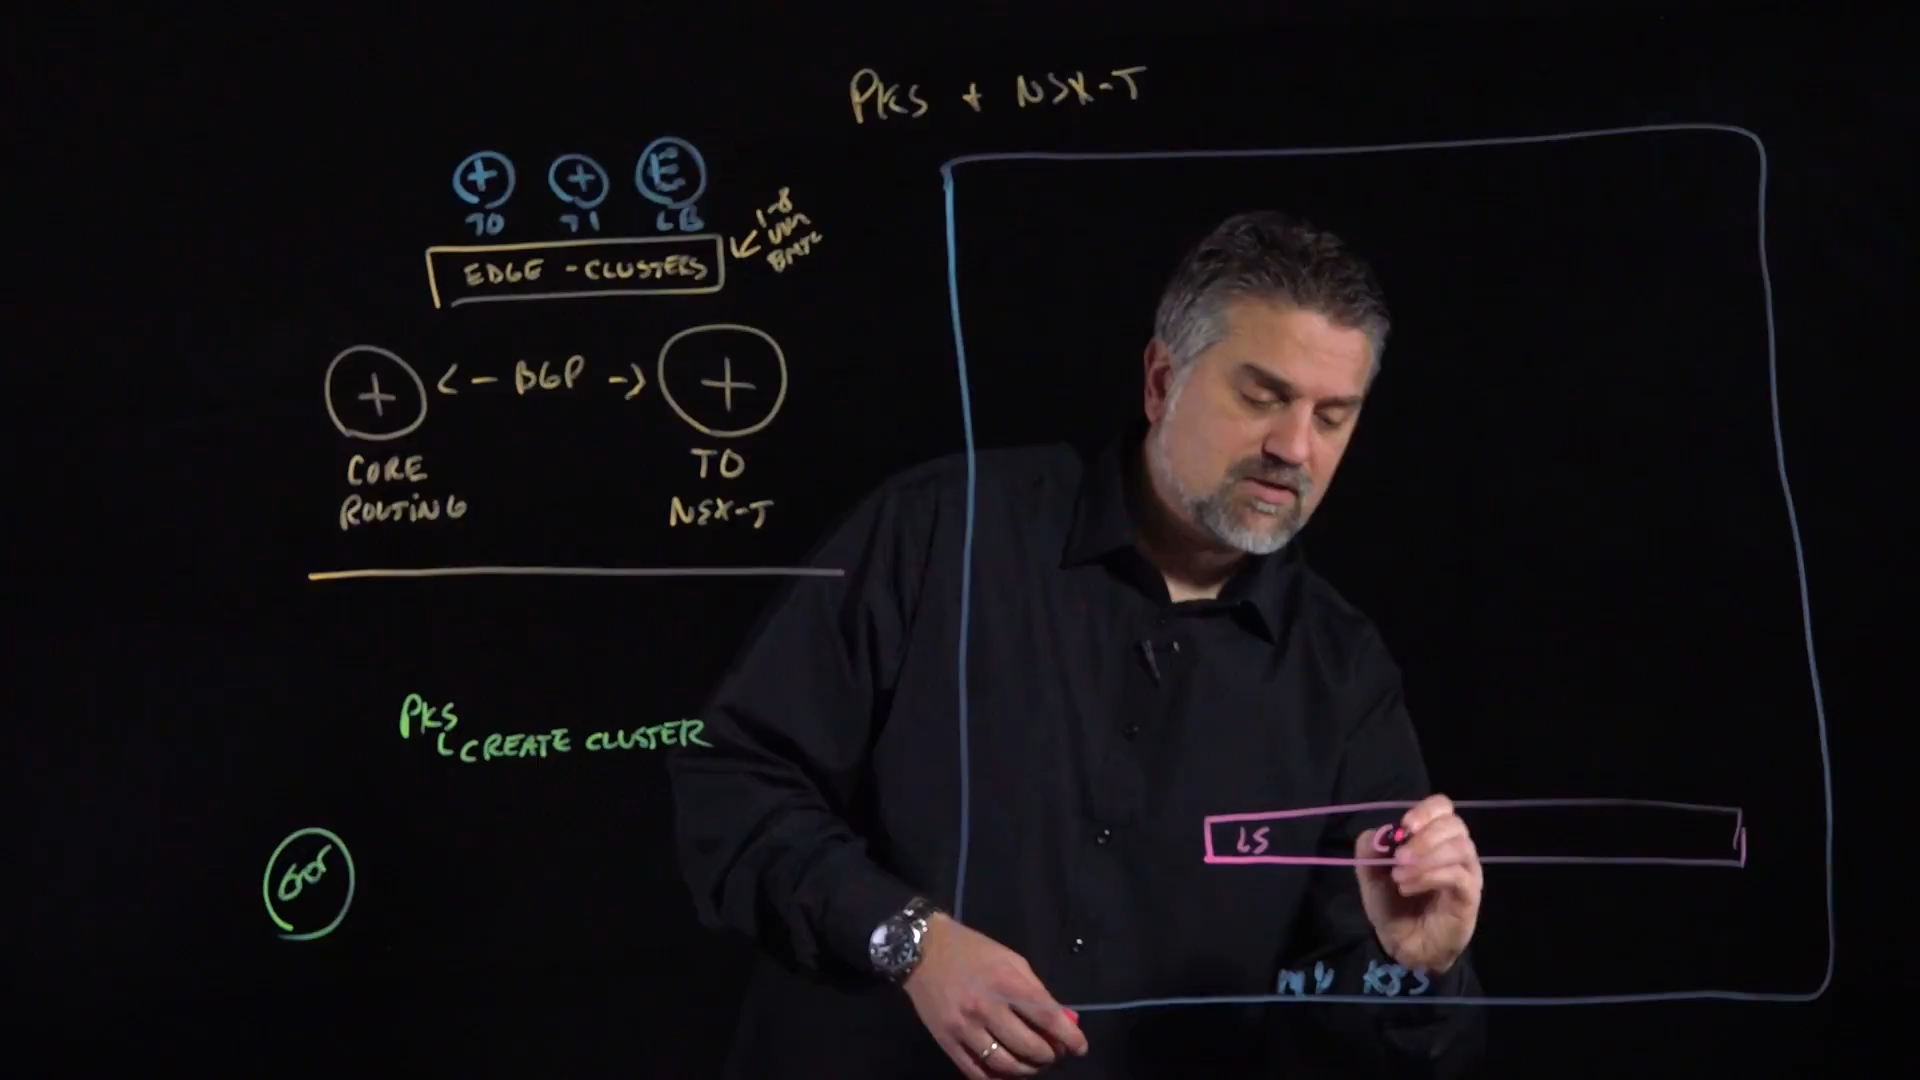 PKS + NSX-T
T0 T1 LB
1-8
VM
EDGE - CLUSTERS
<- BGP ->
CORE
ROUTING
T0
NSX-T
PKS
CREATE CLUSTER
LS
MY K8S